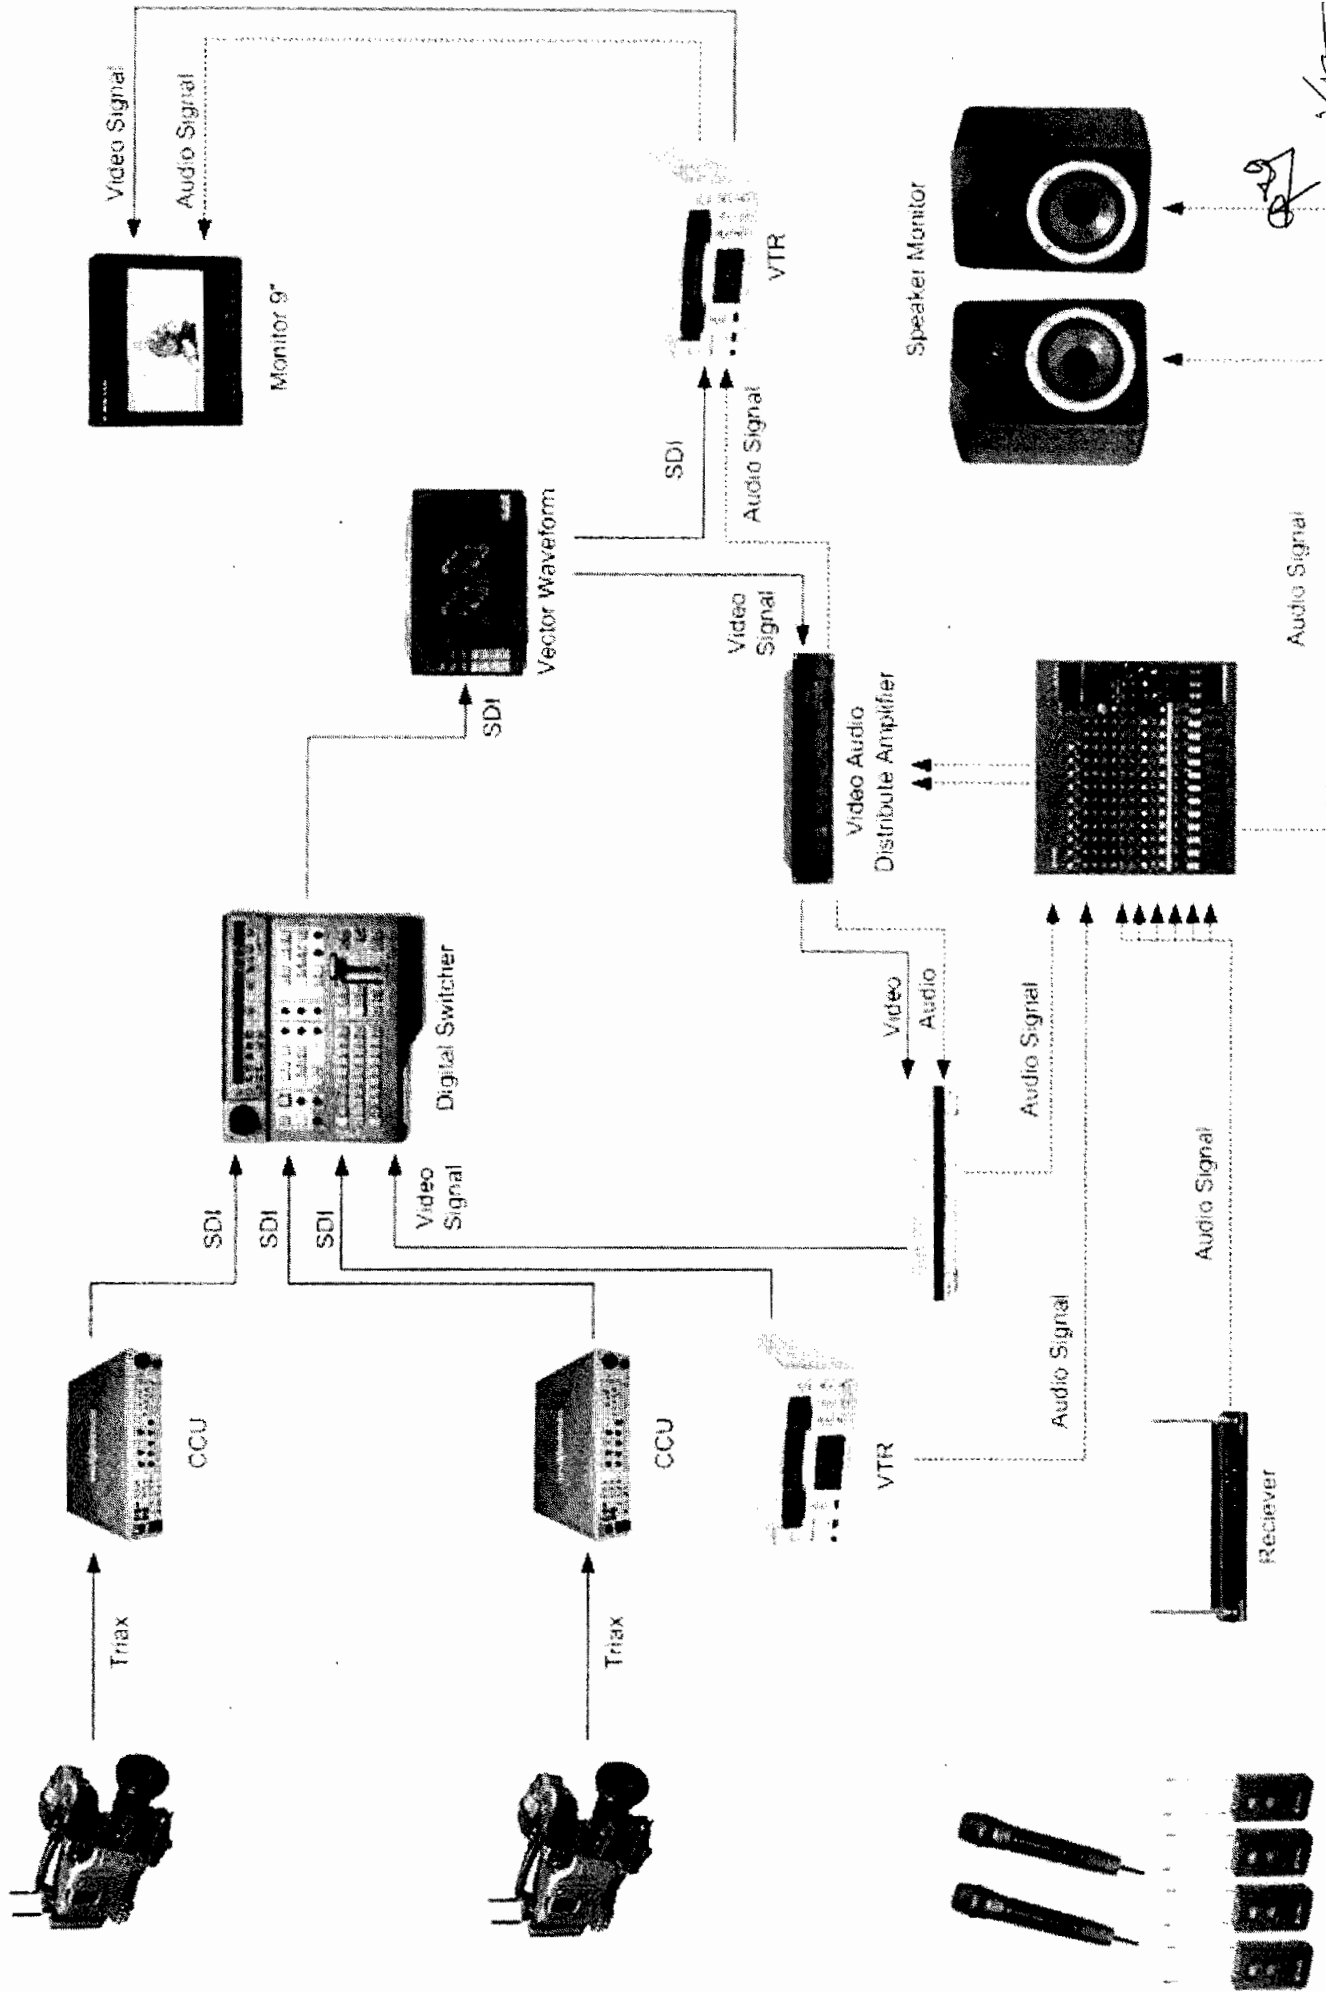 Triax
CCU
SDI
SDI
SDI
Video
Signal
Digital Switcher
SDI
Vector Waveform
Monitor 9"
Video Signal
Audio Signal
Triax
CCU
VTR
Video
Audio
Video Audio
Distribute Amplifier
Video
Signal
SDI
Audio Signal
VTR
Audio Signal
Audio Signal
Audio Signal
Reciever
Speaker Monitor
Audio Signal